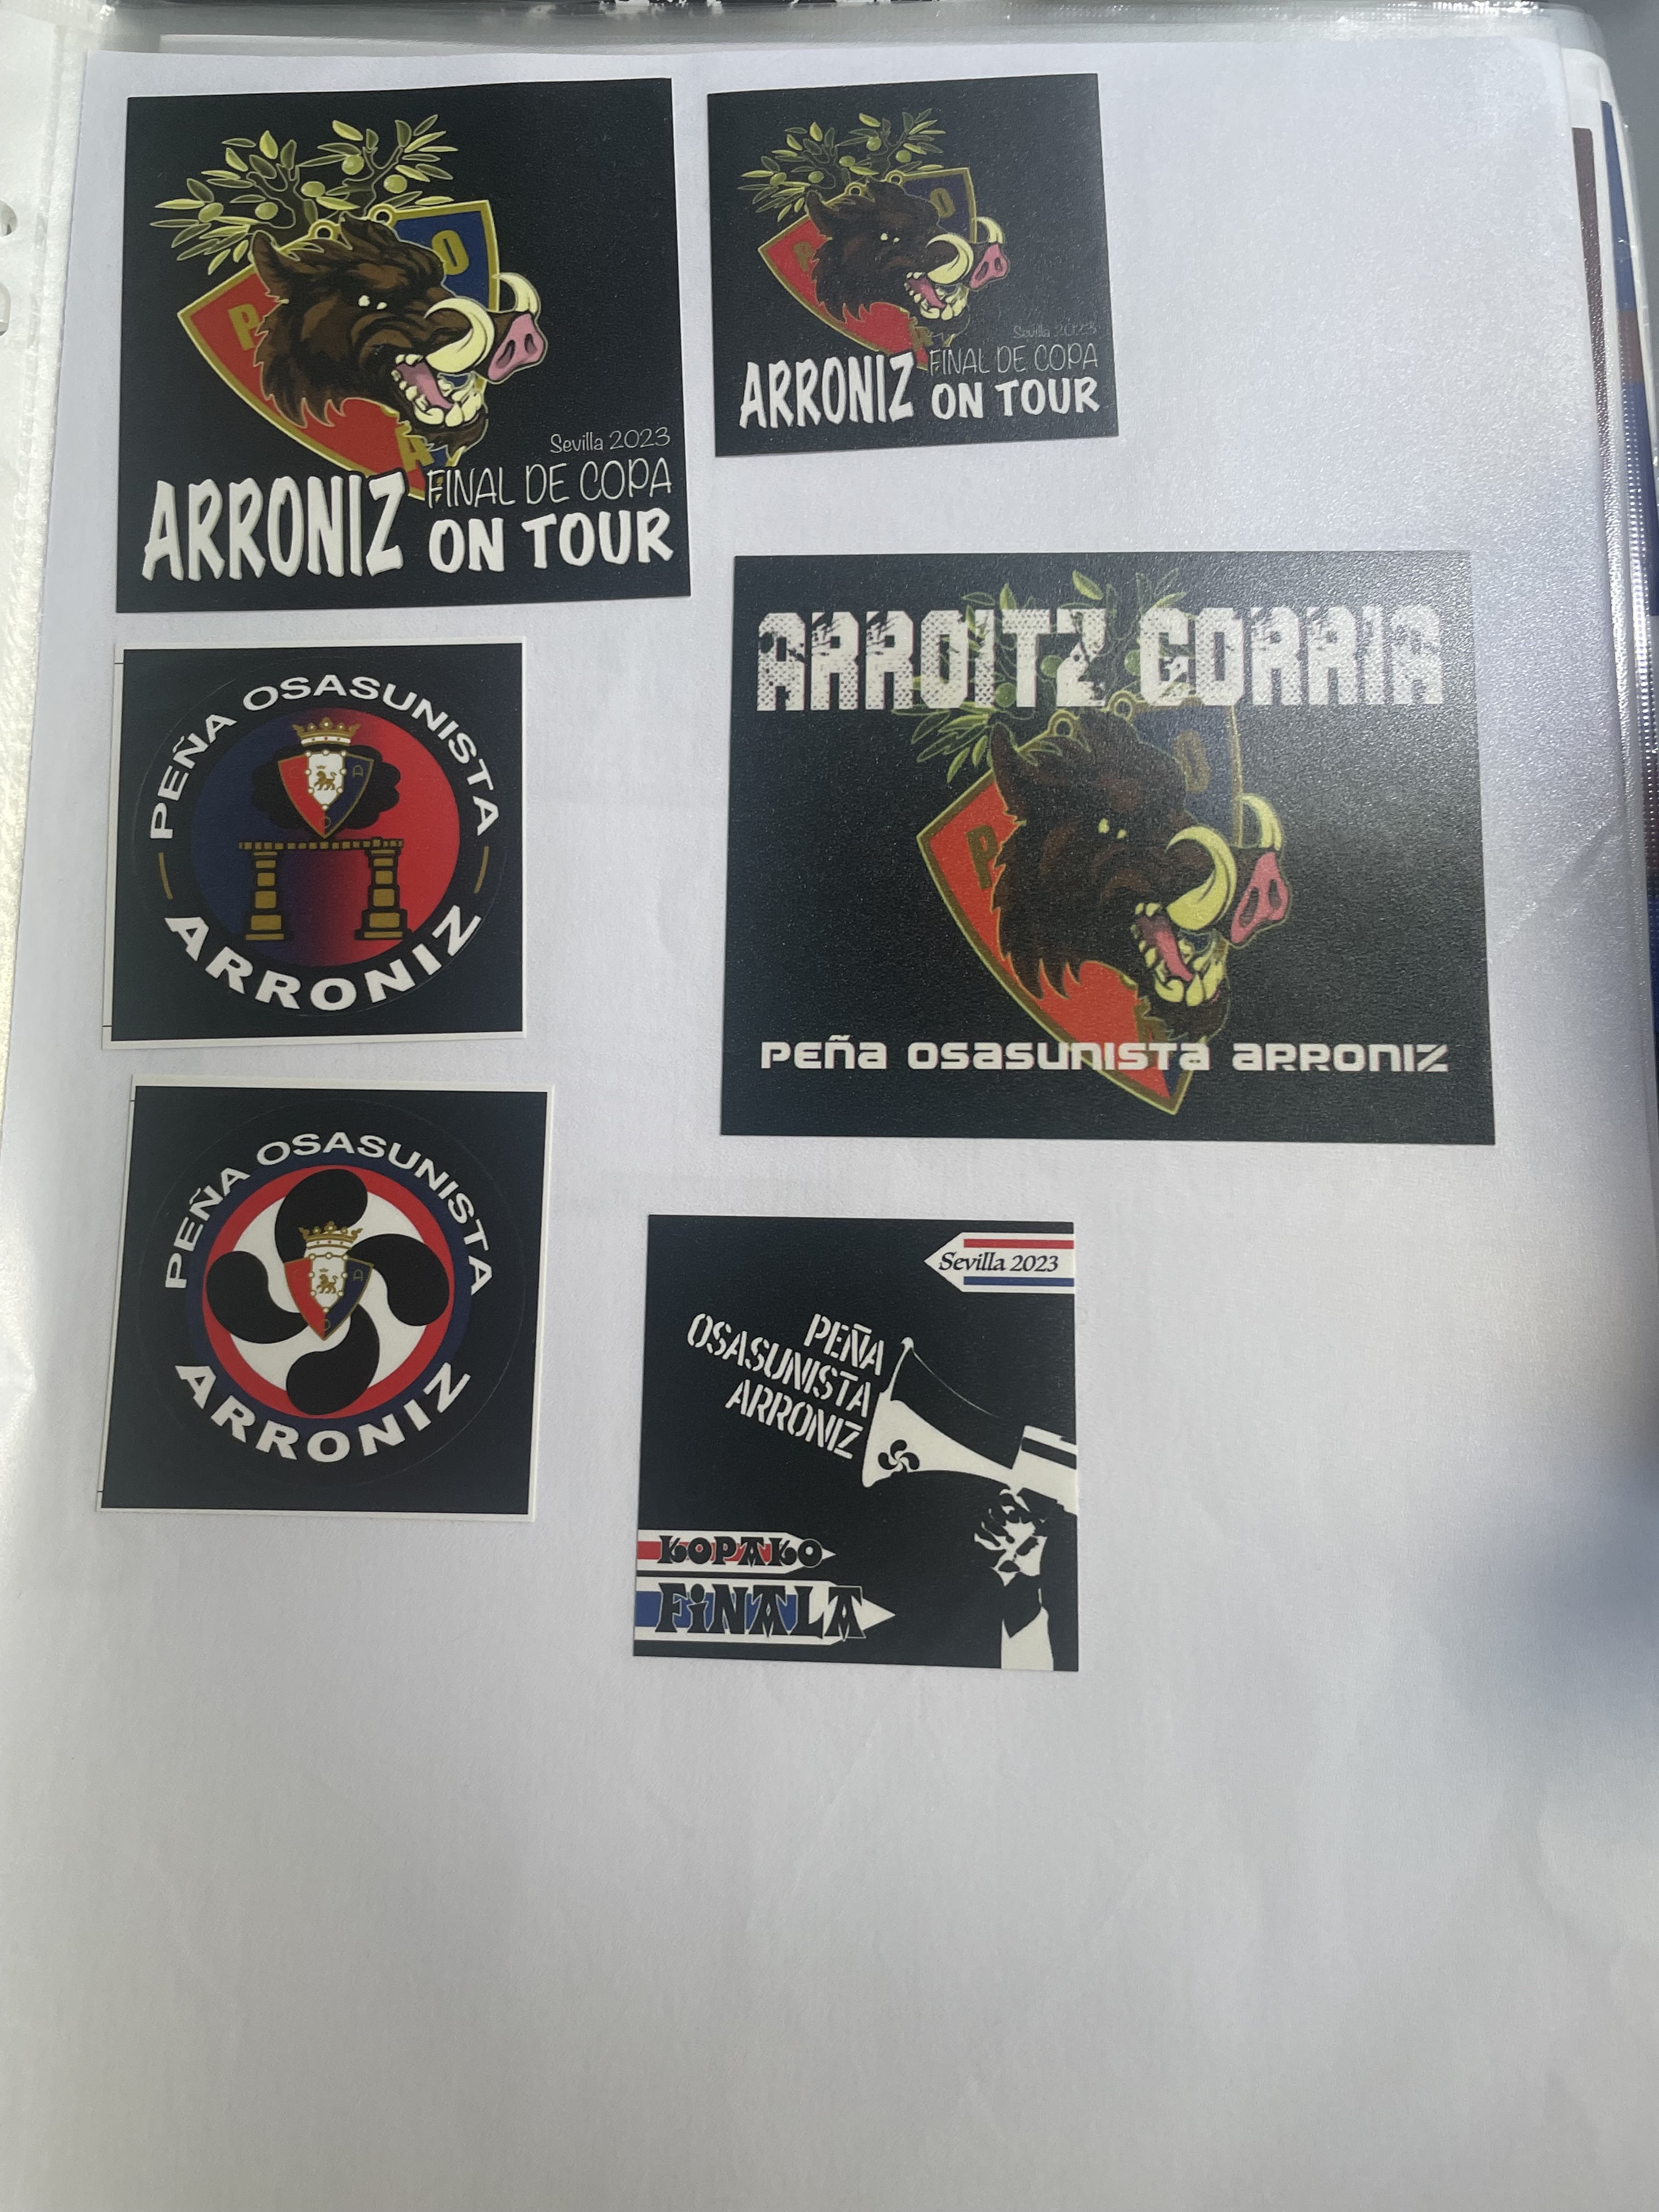 P O
A
Sevilla 2023
ARRONIZ FINAL DE COPA
ON TOUR
P O
A
Sevilla 2023
ARRONIZ FINAL DE COPA
ON TOUR
PEÑA OSASUNISTA
C A
O
ARRONIZ
ARROITZ GORRIA
P O
A
PEÑA OSASUNISTA ARRONIZ
PEÑA OSASUNISTA
C A
O
ARRONIZ
Sevilla 2023
PEÑA
OSASUNISTA
ARRONIZ
KOPAKO
FiNALA